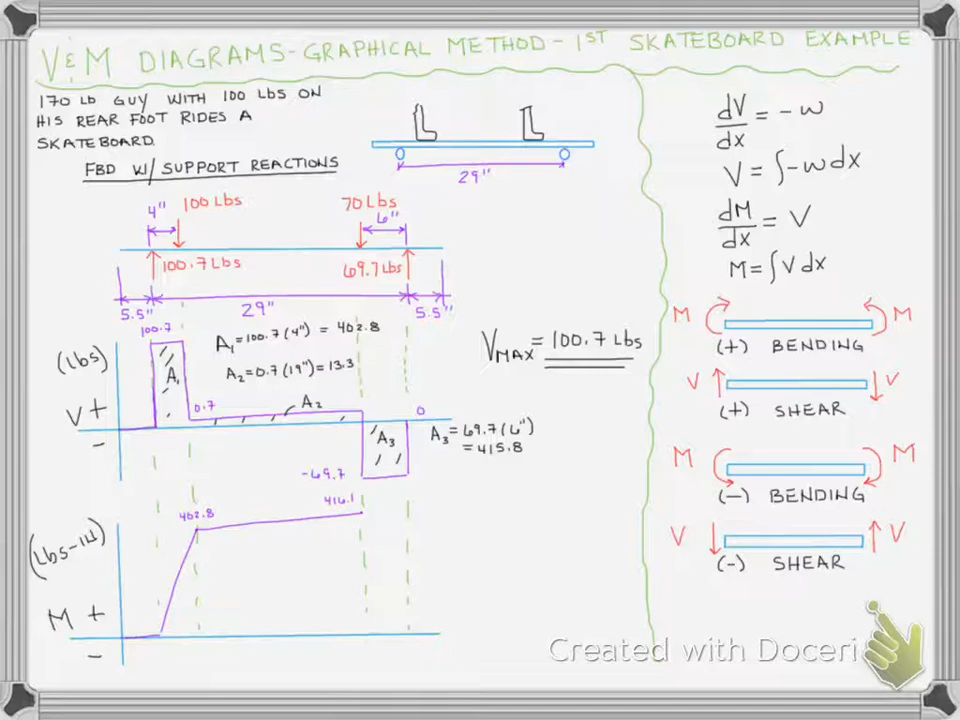 V & M DIAGRAMS-GRAPHICAL METHOD-1ST SKATEBOARD EXAMPLE
170 Lb GUY WITH 100 LBS ON
HIS REAR FOOT RIDES A
SKATEBOARD.
29"
FBD W/ SUPPORT REACTIONS
4" 100 Lbs 70 Lbs 6"
100.7 Lbs 69.7 Lbs
5.5" 29" 5.5"
(Lbs) 100.7
A1=100.7(4") = 402.8
A2=0.7(19")=13.3
A1
V + 0.7 A2 0
-
A3
A3=69.7(6")
=415.8
-69.7
VMAX = 100.7 Lbs
(Lbs-in) 402.8 416.1
M +
-
dV/dx = -w
V = ∫-w dx
dM/dx = V
M = ∫V dx
M M
(+) BENDING
V V
(+) SHEAR
M M
(-) BENDING
V V
(-) SHEAR
Created with Doceri